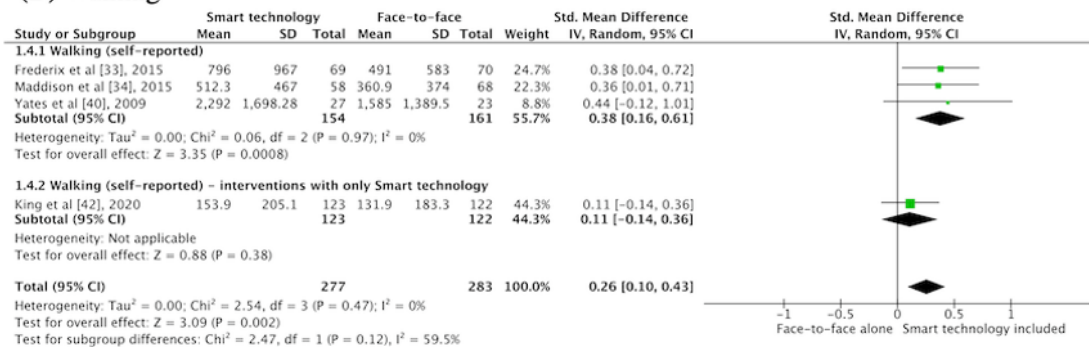 Smart technology Face-to-face Std. Mean Difference Std. Mean Difference
Study or Subgroup Mean SD Total Mean SD Total Weight IV, Random, 95% CI IV, Random, 95% CI
1.4.1 Walking (self-reported)
Frederix et al [33], 2015 796 967 69 491 583 70 24.7% 0.38 [0.04, 0.72]
Maddison et al [34], 2015 512.3 467 58 360.9 374 68 22.3% 0.36 [0.01, 0.71]
Yates et al [40], 2009 2,292 1,698.28 27 1,585 1,389.5 23 8.8% 0.44 [-0.12, 1.01]
Subtotal (95% CI) 154 161 55.7% 0.38 [0.16, 0.61]
Heterogeneity: Tau² = 0.00; Chi² = 0.06, df = 2 (P = 0.97); I² = 0%
Test for overall effect: Z = 3.35 (P = 0.0008)
1.4.2 Walking (self-reported) – interventions with only Smart technology
King et al [42], 2020 153.9 205.1 123 131.9 183.3 122 44.3% 0.11 [-0.14, 0.36]
Subtotal (95% CI) 123 122 44.3% 0.11 [-0.14, 0.36]
Heterogeneity: Not applicable
Test for overall effect: Z = 0.88 (P = 0.38)
Total (95% CI) 277 283 100.0% 0.26 [0.10, 0.43]
Heterogeneity: Tau² = 0.00; Chi² = 2.54, df = 3 (P = 0.47); I² = 0%
Test for overall effect: Z = 3.09 (P = 0.002)
Test for subgroup differences: Chi² = 2.47, df = 1 (P = 0.12), I² = 59.5%
-1 -0.5 0 0.5 1
Face-to-face alone Smart technology included